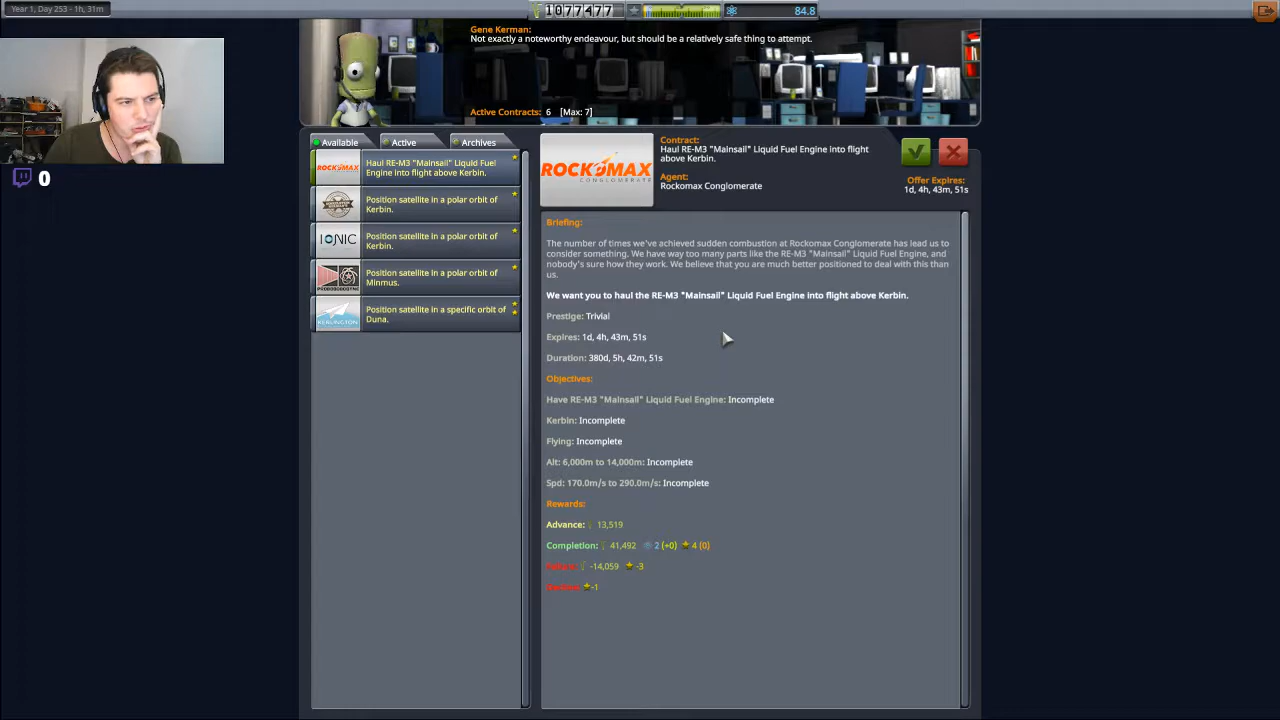 Year 1, Day 253 - 1h, 31m
1077477
84.8
Gene Kerman:
Not exactly a noteworthy endeavour, but should be a relatively safe thing to attempt.
Active Contracts: 6 [Max: 7]
0
Available
Active
Archives
Haul RE-M3 "Mainsail" Liquid Fuel
Engine into flight above Kerbin.
Position satellite in a polar orbit of
Kerbin.
IONIC
Position satellite in a polar orbit of
Kerbin.
PROBODOBODYNE
Position satellite in a polar orbit of
Minmus.
KERLINGTON
Position satellite in a specific orbit of
Duna.
ROCKOMAX
CONGLOMERATE
Contract:
Haul RE-M3 "Mainsail" Liquid Fuel Engine into flight
above Kerbin.
Agent:
Rockomax Conglomerate
Offer Expires:
1d, 4h, 43m, 51s
Briefing:
The number of times we've achieved sudden combustion at Rockomax Conglomerate has lead us to
consider something. We have way too many parts like the RE-M3 "Mainsail" Liquid Fuel Engine, and
nobody's sure how they work. We believe that you are much better positioned to deal with this than
us.
We want you to haul the RE-M3 "Mainsail" Liquid Fuel Engine into flight above Kerbin.
Prestige: Trivial
Expires: 1d, 4h, 43m, 51s
Duration: 380d, 5h, 42m, 51s
Objectives:
Have RE-M3 "Mainsail" Liquid Fuel Engine: Incomplete
Kerbin: Incomplete
Flying: Incomplete
Alt: 6,000m to 14,000m: Incomplete
Spd: 170.0m/s to 290.0m/s: Incomplete
Rewards:
Advance: 13,519
Completion: 41,492 2 (+0) 4 (0)
Failure: -14,059 -3
Decline: -1